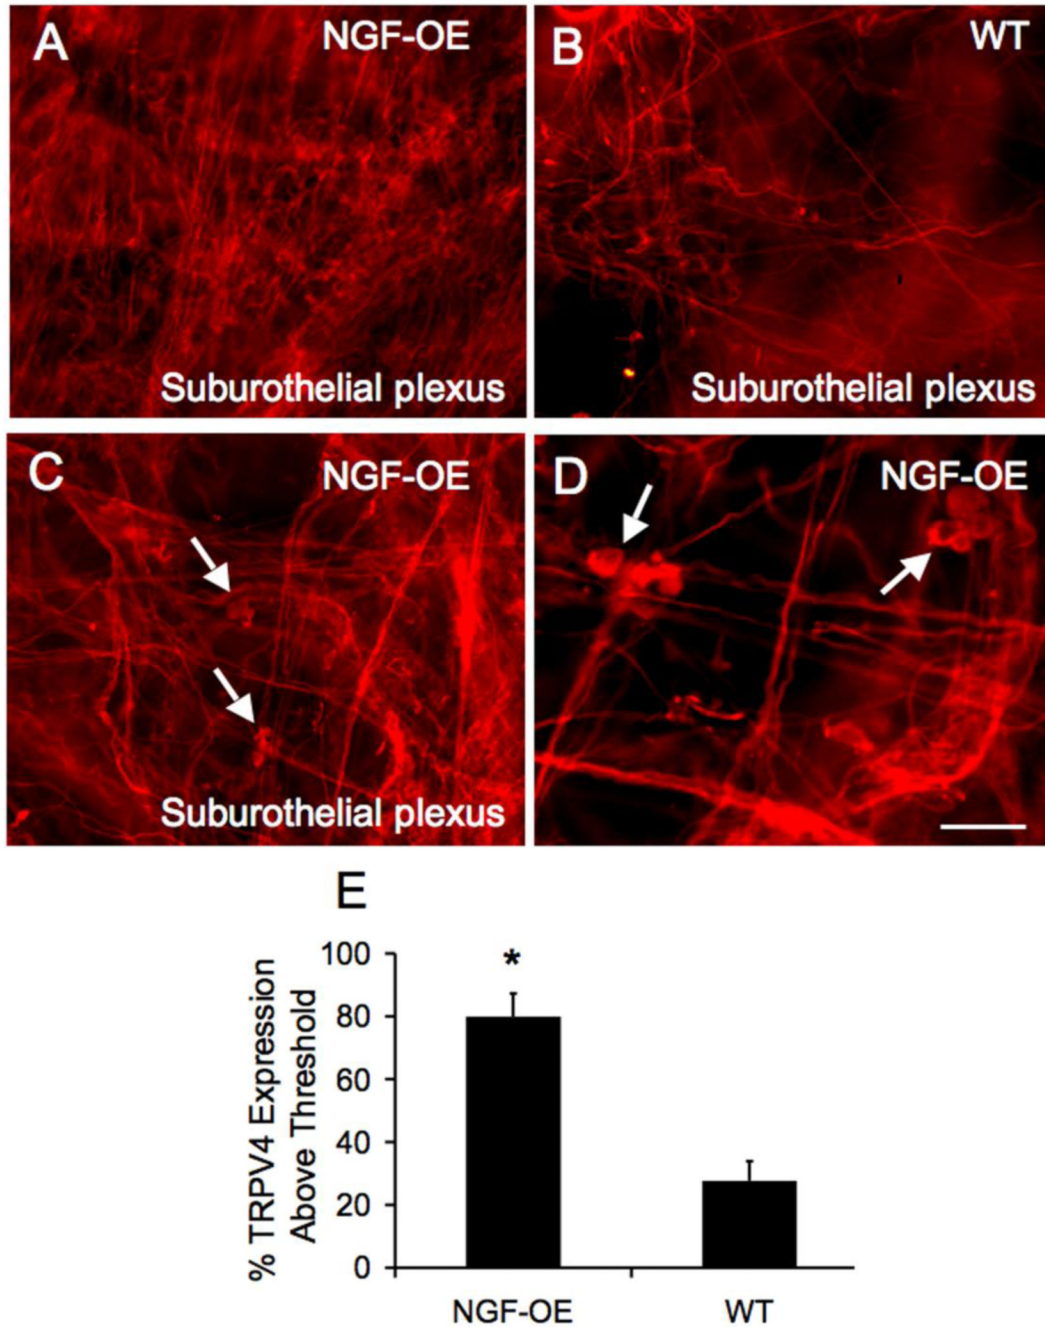 A NGF-OE
B WT
Suburothelial plexus
Suburothelial plexus
C NGF-OE
D NGF-OE
Suburothelial plexus
E
% TRPV4 Expression
Above Threshold
100
80
60
40
20
0
*
NGF-OE
WT